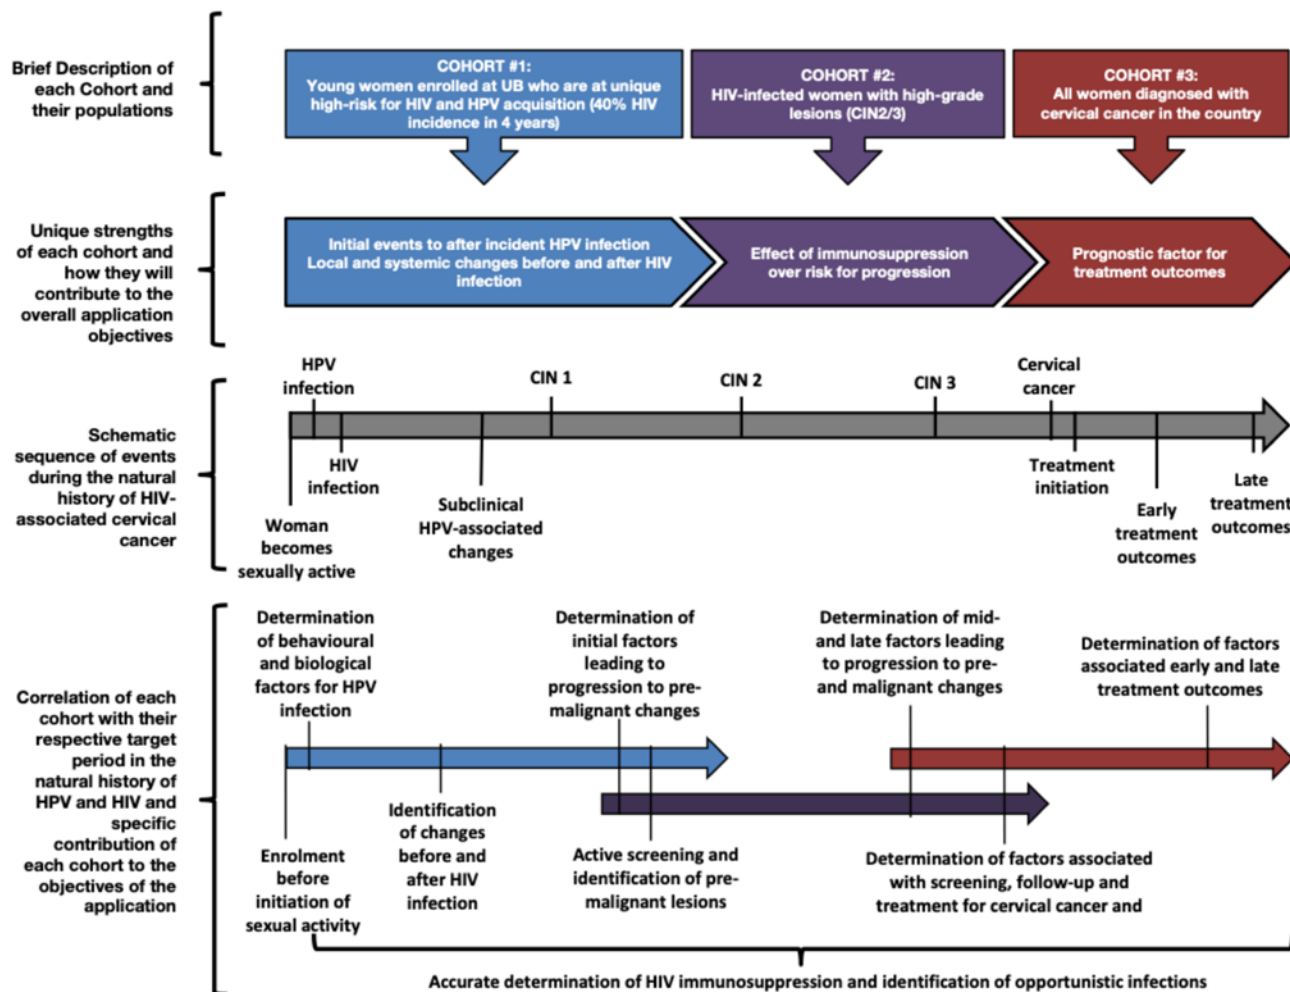 Brief Description of
each Cohort and
their populations
COHORT #1:
Young women enrolled at UB who are at unique
high-risk for HIV and HPV acquisition (40% HIV
incidence in 4 years)
COHORT #2:
HIV-infected women with high-grade
lesions (CIN2/3)
COHORT #3:
All women diagnosed with
cervical cancer in the country
Unique strengths
of each cohort and
how they will
contribute to the
overall application
objectives
Initial events to after incident HPV infection
Local and systemic changes before and after HIV
infection
Effect of immunosuppression
over risk for progression
Prognostic factor for
treatment outcomes
Schematic
sequence of events
during the natural
history of HIV-
associated cervical
cancer
HPV
infection
CIN 1
CIN 2
CIN 3
Cervical
cancer
Woman
becomes
sexually active
HIV
infection
Subclinical
HPV-associated
changes
Treatment
initiation
Early
treatment
outcomes
Late
treatment
outcomes
Correlation of each
cohort with their
respective target
period in the
natural history of
HPV and HIV and
specific
contribution of
each cohort to the
objectives of the
application
Determination
of behavioural
and biological
factors for HPV
infection
Determination of
initial factors
leading to
progression to pre-
malignant changes
Determination of mid-
and late factors leading
to progression to pre-
and malignant changes
Determination of factors
associated early and late
treatment outcomes
Enrolment
before
initiation of
sexual activity
Identification
of changes
before and
after HIV
infection
Active screening and
identification of pre-
malignant lesions
Determination of factors associated
with screening, follow-up and
treatment for cervical cancer and
Accurate determination of HIV immunosuppression and identification of opportunistic infections